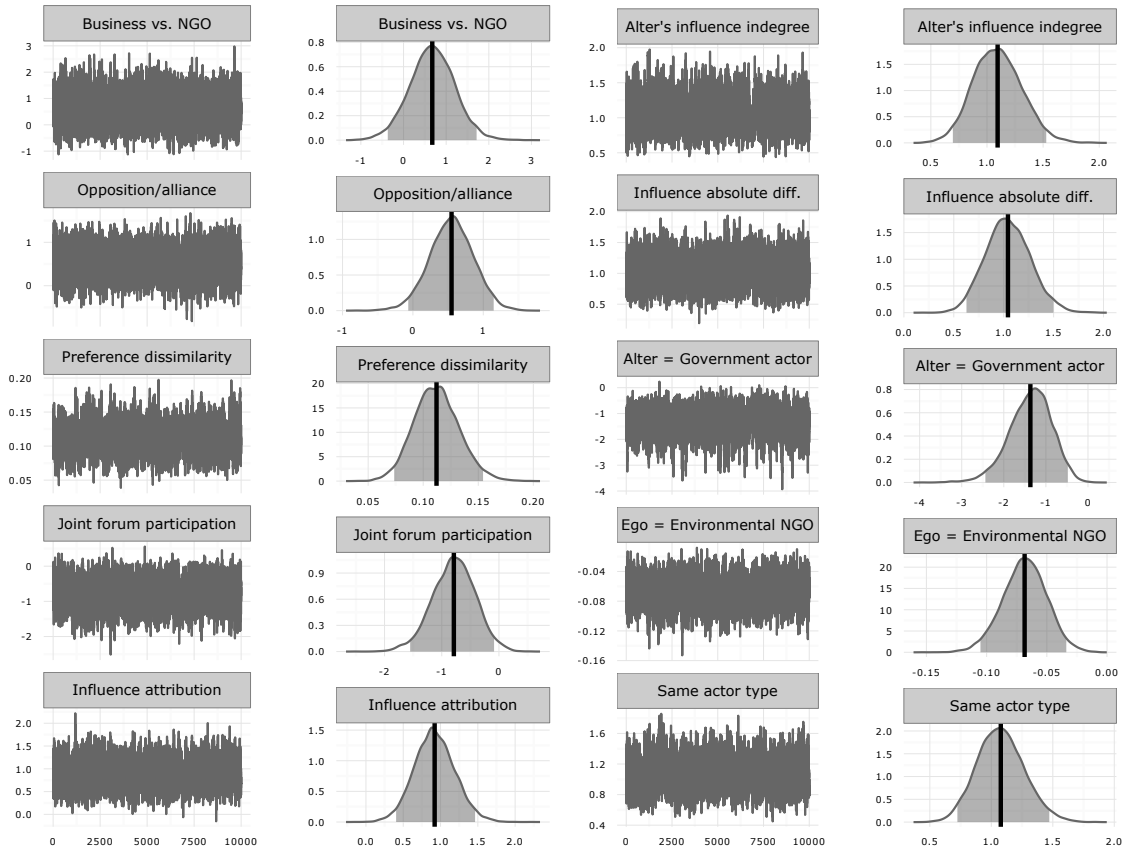 Business vs. NGO
3
2
1
0
-1
Business vs. NGO
0.8
0.6
0.4
0.2
0.0
-1 0 1 2 3
Alter's influence indegree
2.0
1.5
1.0
0.5
Alter's influence indegree
1.5
1.0
0.5
0.0
0.5 1.0 1.5 2.0
Opposition/alliance
1
0
Opposition/alliance
1.0
0.5
0.0
-1 0 1
Influence absolute diff.
2.0
1.5
1.0
0.5
Influence absolute diff.
1.5
1.0
0.5
0.0
0.0 0.5 1.0 1.5 2.0
Preference dissimilarity
0.20
0.15
0.10
0.05
Preference dissimilarity
20
15
10
5
0
0.05 0.10 0.15 0.20
Alter = Government actor
0
-1
-2
-3
-4
Alter = Government actor
0.8
0.6
0.4
0.2
0.0
-4 -3 -2 -1 0
Joint forum participation
0
-1
-2
Joint forum participation
0.9
0.6
0.3
0.0
-2 -1 0
Ego = Environmental NGO
-0.04
-0.08
-0.12
-0.16
Ego = Environmental NGO
20
15
10
5
0
-0.15 -0.10 -0.05 0.00
Influence attribution
2.0
1.5
1.0
0.5
0.0
0 2500 5000 7500 10000
Influence attribution
1.5
1.0
0.5
0.0
0.0 0.5 1.0 1.5 2.0
Same actor type
1.6
1.2
0.8
0.4
0 2500 5000 7500 10000
Same actor type
2.0
1.5
1.0
0.5
0.0
0.5 1.0 1.5 2.0